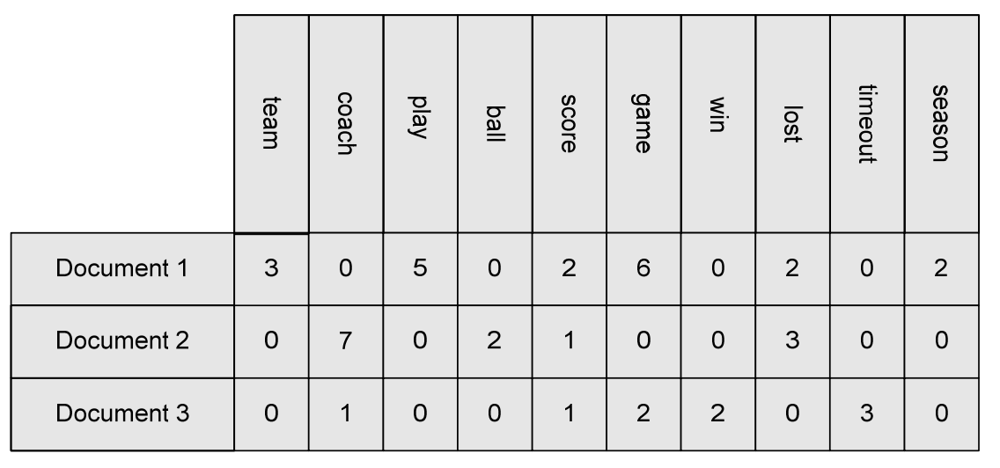 team coach play ball score game win lost timeout season
Document 1 3 0 5 0 2 6 0 2 0 2
Document 2 0 7 0 2 1 0 0 3 0 0
Document 3 0 1 0 0 1 2 2 0 3 0